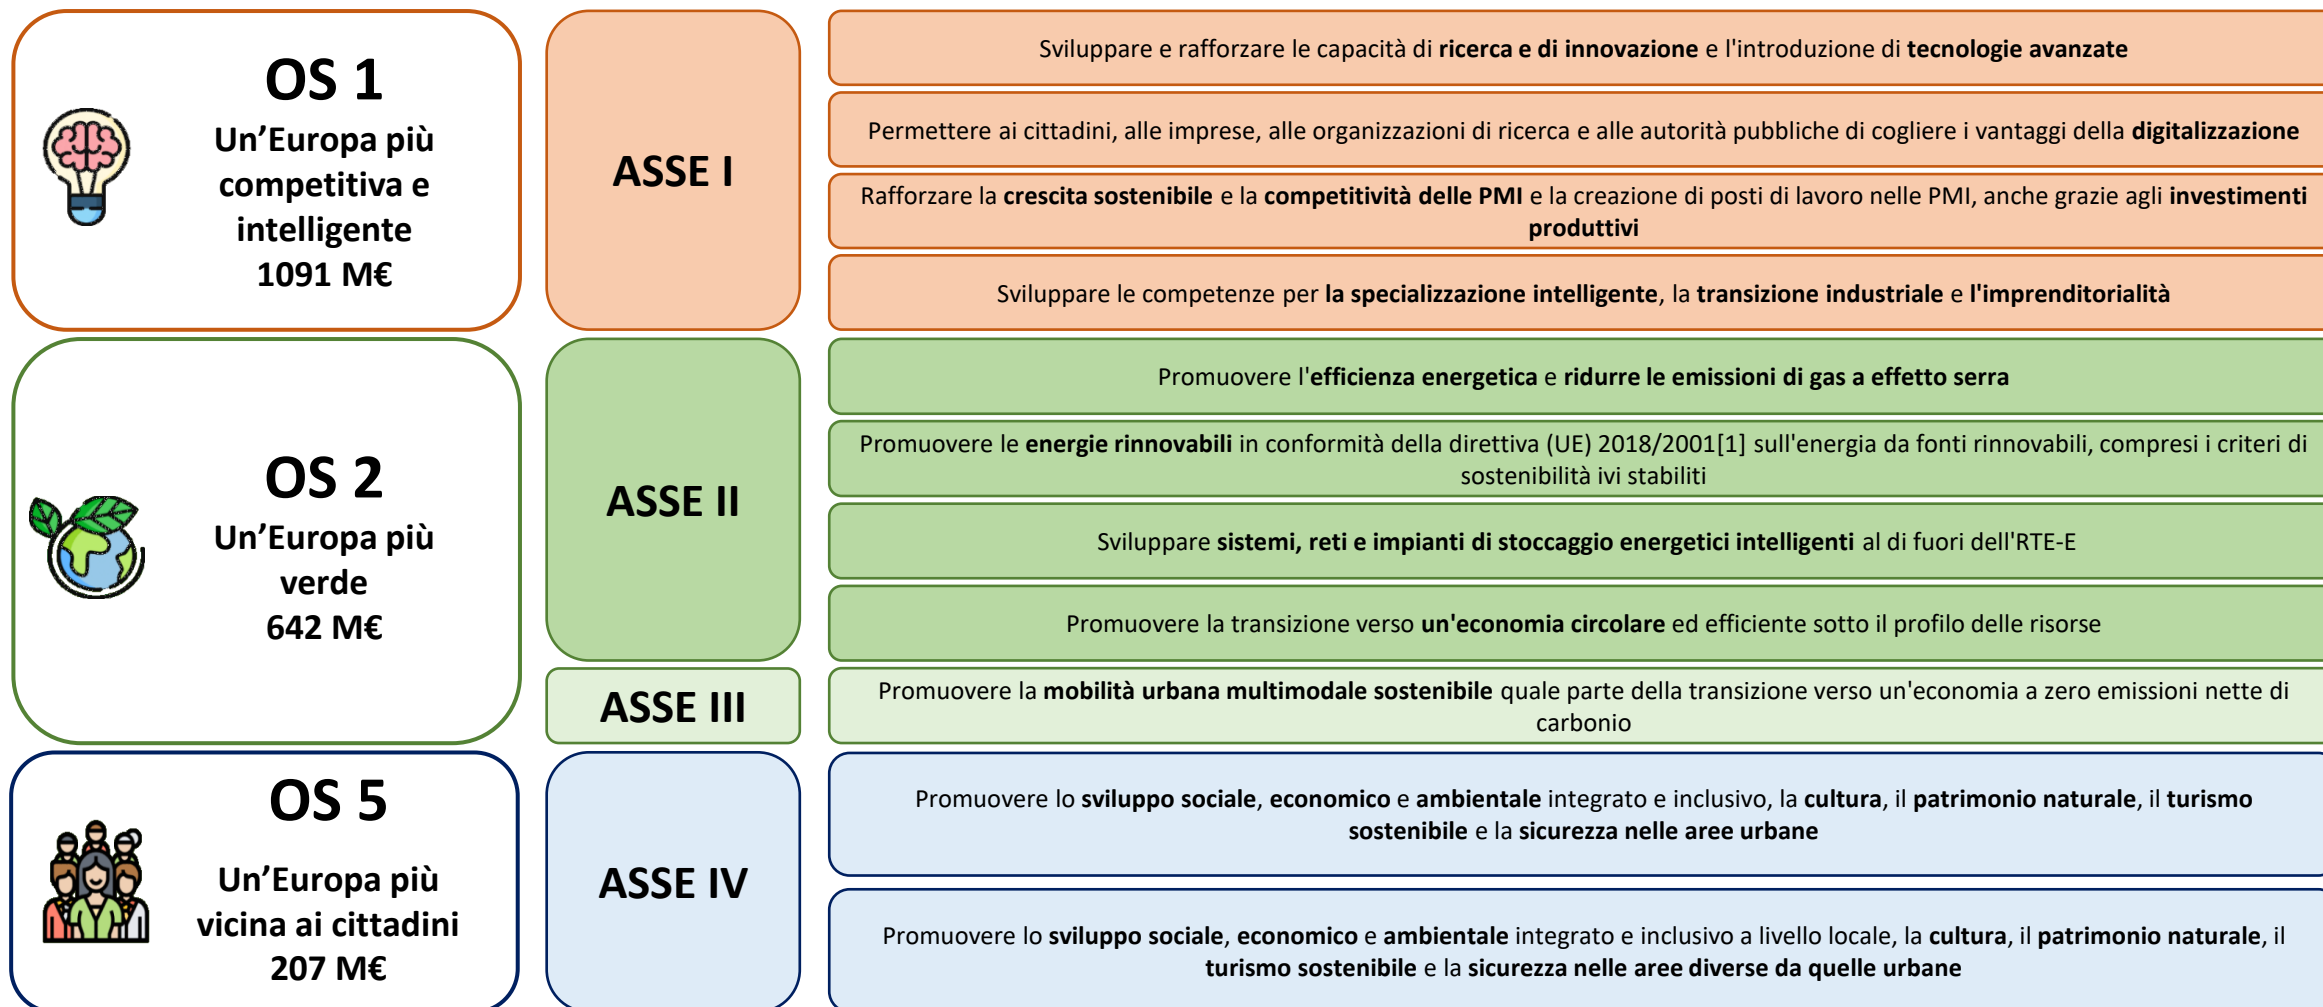 OS 1
Un’Europa più
competitiva e
intelligente
1091 M€
ASSE I
Sviluppare e rafforzare le capacità di ricerca e di innovazione e l'introduzione di tecnologie avanzate
Permettere ai cittadini, alle imprese, alle organizzazioni di ricerca e alle autorità pubbliche di cogliere i vantaggi della digitalizzazione
Rafforzare la crescita sostenibile e la competitività delle PMI e la creazione di posti di lavoro nelle PMI, anche grazie agli investimenti
produttivi
Sviluppare le competenze per la specializzazione intelligente, la transizione industriale e l'imprenditorialità
OS 2
Un’Europa più
verde
642 M€
ASSE II
Promuovere l'efficienza energetica e ridurre le emissioni di gas a effetto serra
Promuovere le energie rinnovabili in conformità della direttiva (UE) 2018/2001[1] sull'energia da fonti rinnovabili, compresi i criteri di
sostenibilità ivi stabiliti
Sviluppare sistemi, reti e impianti di stoccaggio energetici intelligenti al di fuori dell'RTE-E
Promuovere la transizione verso un'economia circolare ed efficiente sotto il profilo delle risorse
ASSE III
Promuovere la mobilità urbana multimodale sostenibile quale parte della transizione verso un'economia a zero emissioni nette di
carbonio
OS 5
Un’Europa più
vicina ai cittadini
207 M€
ASSE IV
Promuovere lo sviluppo sociale, economico e ambientale integrato e inclusivo, la cultura, il patrimonio naturale, il turismo
sostenibile e la sicurezza nelle aree urbane
Promuovere lo sviluppo sociale, economico e ambientale integrato e inclusivo a livello locale, la cultura, il patrimonio naturale, il
turismo sostenibile e la sicurezza nelle aree diverse da quelle urbane